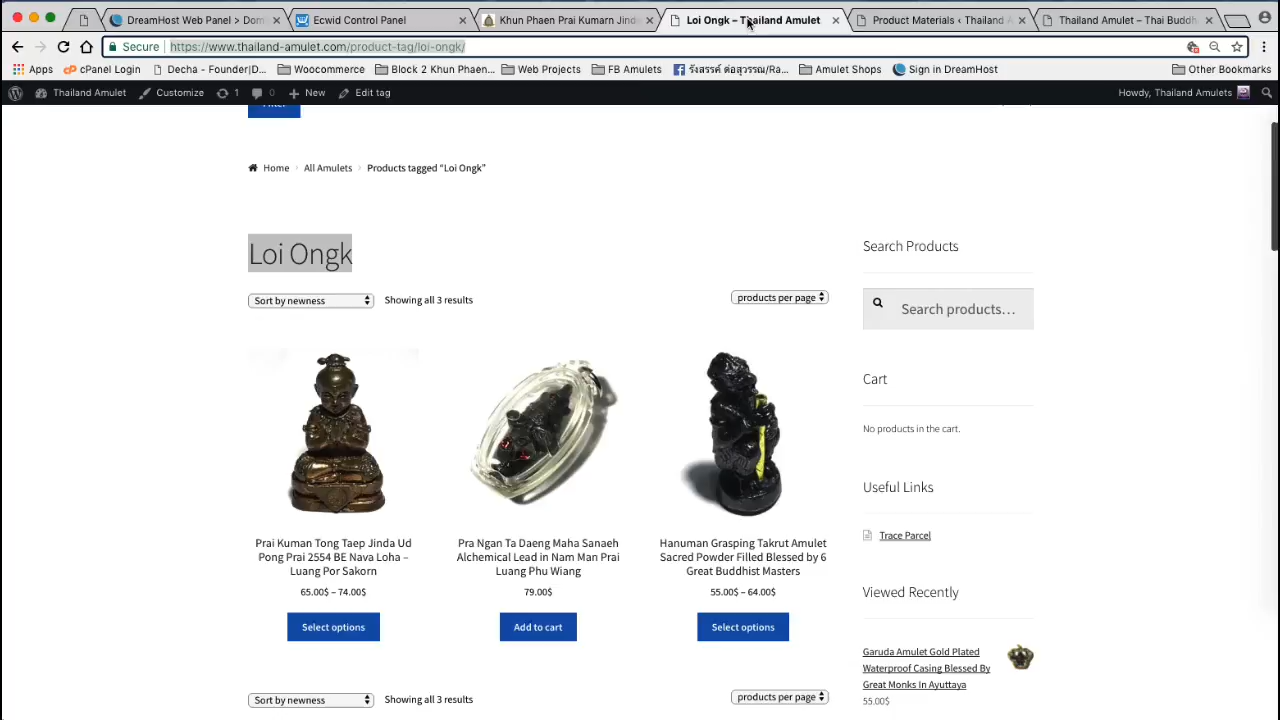 DreamHost Web Panel > Dom
Ecwid Control Panel
Khun Phaen Prai Kumarn Jind
Loi Ongk – Thailand Amulet
Product Materials ‹ Thailand A
Thailand Amulet – Thai Buddh
Secure
https://www.thailand-amulet.com/product-tag/loi-ongk/
Apps
cPanel Login
Decha - Founder|D...
Woocommerce
Block 2 Khun Phaen...
Web Projects
FB Amulets
รังสรรค์ ต่อสุวรรณ/Ra...
Amulet Shops
Sign in DreamHost
Other Bookmarks
Thailand Amulet
Customize
1
0
New
Edit tag
Howdy, Thailand Amulets
Filter
Home › All Amulets › Products tagged “Loi Ongk”
Loi Ongk
Sort by newness
Showing all 3 results
products per page
Prai Kuman Tong Taep Jinda Ud
Pong Prai 2554 BE Nava Loha –
Luang Por Sakorn
65.00$ – 74.00$
Select options
Pra Ngan Ta Daeng Maha Sanaeh
Alchemical Lead in Nam Man Prai
Luang Phu Wiang
79.00$
Add to cart
Hanuman Grasping Takrut Amulet
Sacred Powder Filled Blessed by 6
Great Buddhist Masters
55.00$ – 64.00$
Select options
Sort by newness
Showing all 3 results
products per page
Search Products
Search products…
Cart
No products in the cart.
Useful Links
Trace Parcel
Viewed Recently
Garuda Amulet Gold Plated
Waterproof Casing Blessed By
Great Monks In Ayuttaya
55.00$